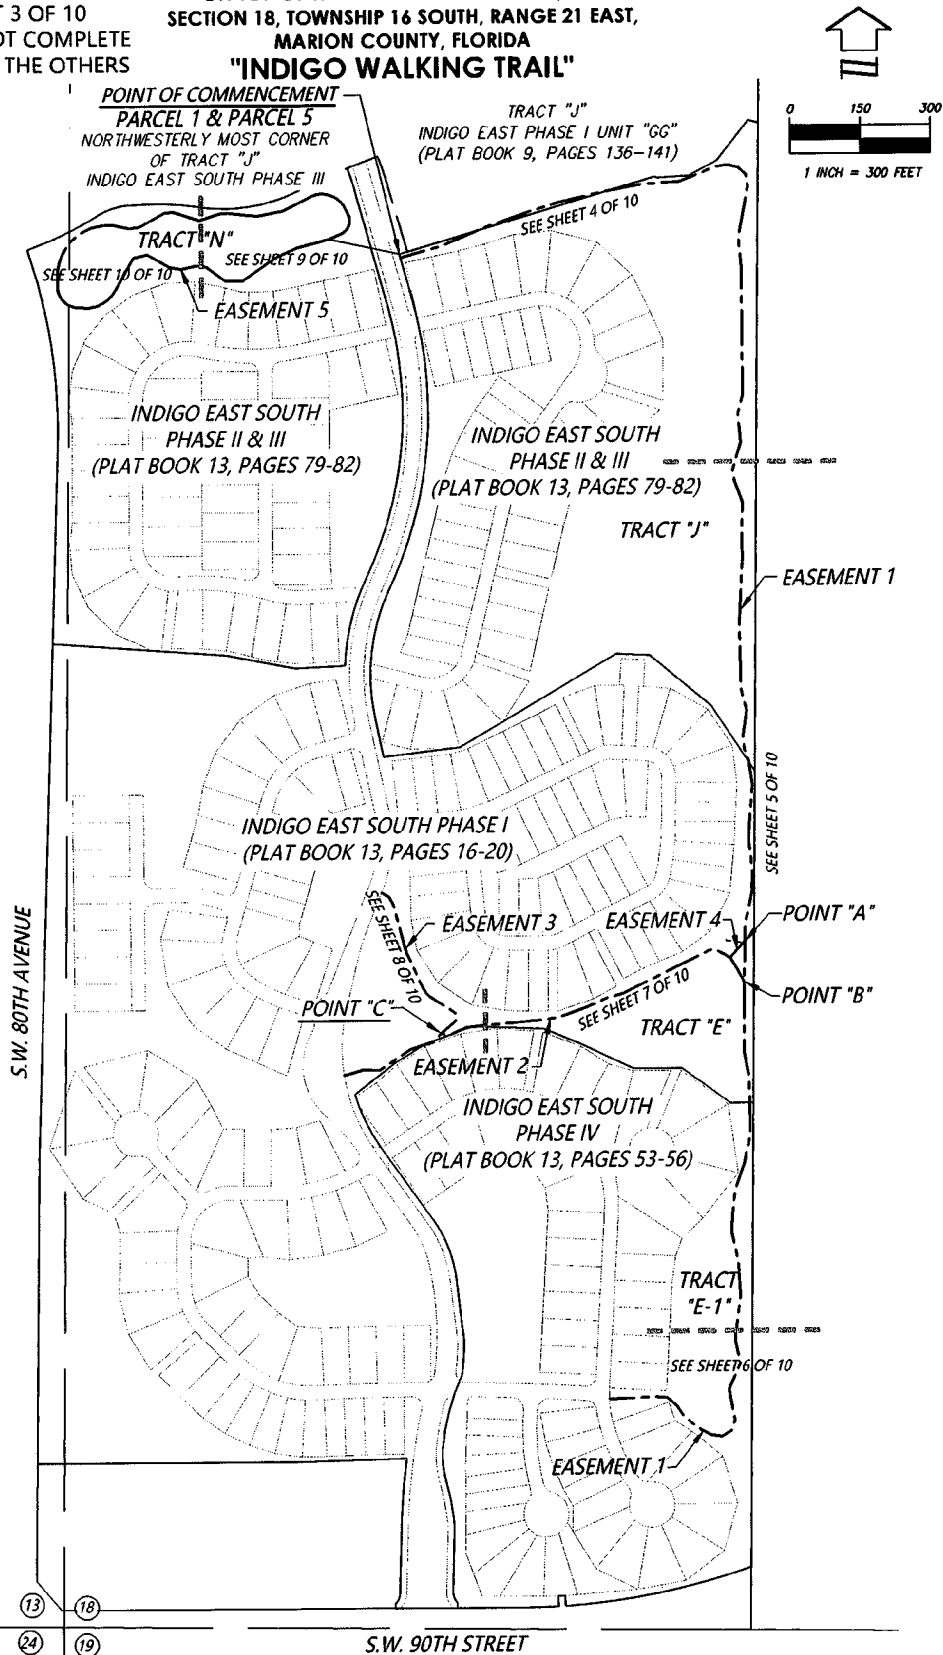 3 OF 10
COMPLETE
THE OTHERS
SECTION 18, TOWNSHIP 16 SOUTH, RANGE 21 EAST,
MARION COUNTY, FLORIDA
"INDIGO WALKING TRAIL"
POINT OF COMMENCEMENT
PARCEL 1 & PARCEL 5
NORTHWESTERLY MOST CORNER
OF TRACT "J"
INDIGO EAST SOUTH PHASE III
TRACT "J"
INDIGO EAST PHASE I UNIT "GG"
(PLAT BOOK 9, PAGES 136-141)
0 150 300
1 INCH = 300 FEET
SEE SHEET 4 OF 10
TRACT "N"
SEE SHEET 9 OF 10
SEE SHEET 10 OF 10
EASEMENT 5
INDIGO EAST SOUTH
PHASE II & III
(PLAT BOOK 13, PAGES 79-82)
INDIGO EAST SOUTH
PHASE II & III
(PLAT BOOK 13, PAGES 79-82)
TRACT "J"
EASEMENT 1
SEE SHEET 5 OF 10
INDIGO EAST SOUTH PHASE I
(PLAT BOOK 13, PAGES 16-20)
S.W. 80TH AVENUE
SEE SHEET 8 OF 10
EASEMENT 3
EASEMENT 4
POINT "A"
POINT "B"
POINT "C"
SEE SHEET 7 OF 10
TRACT "E"
EASEMENT 2
INDIGO EAST SOUTH
PHASE IV
(PLAT BOOK 13, PAGES 53-56)
TRACT
"E-1"
SEE SHEET 6 OF 10
EASEMENT 1
13 18
24 19
S.W. 90TH STREET